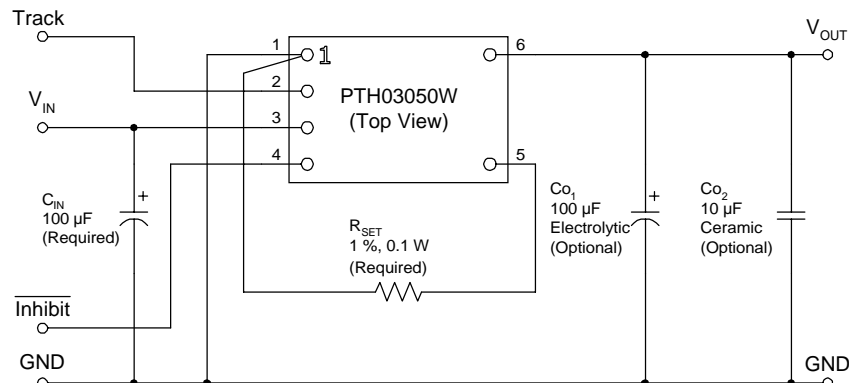 Track
V_IN
C_IN
100 µF
(Required)
Inhibit
GND
1
2
3
4
1
PTH03050W
(Top View)
6
5
R_SET
1 %, 0.1 W
(Required)
Co_1
100 µF
Electrolytic
(Optional)
Co_2
10 µF
Ceramic
(Optional)
V_OUT
GND
+
+